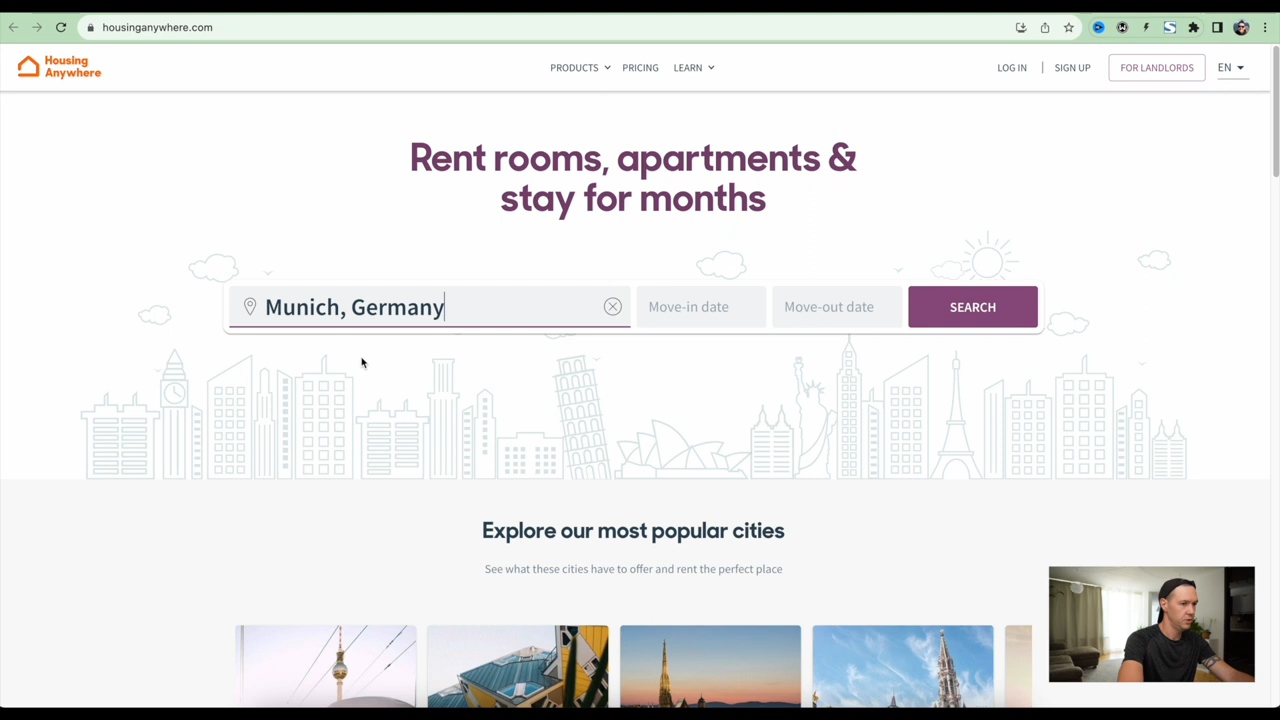 housinganywhere.com
Housing
Anywhere
PRODUCTS
PRICING
LEARN
LOG IN
SIGN UP
FOR LANDLORDS
EN
Rent rooms, apartments &
stay for months
Munich, Germany
Move-in date
Move-out date
SEARCH
Explore our most popular cities
See what these cities have to offer and rent the perfect place